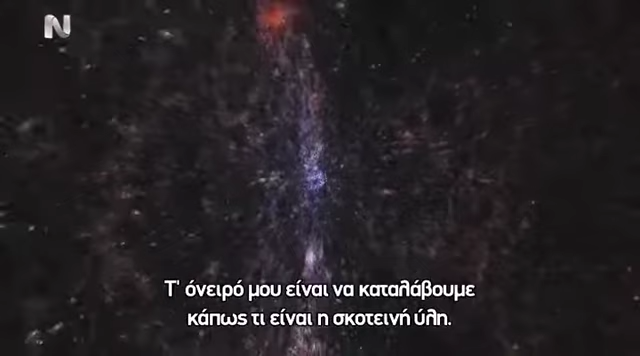 N
Τ' όνειρό μου είναι να καταλάβουμε
κάπως τι είναι η σκοτεινή ύλη.